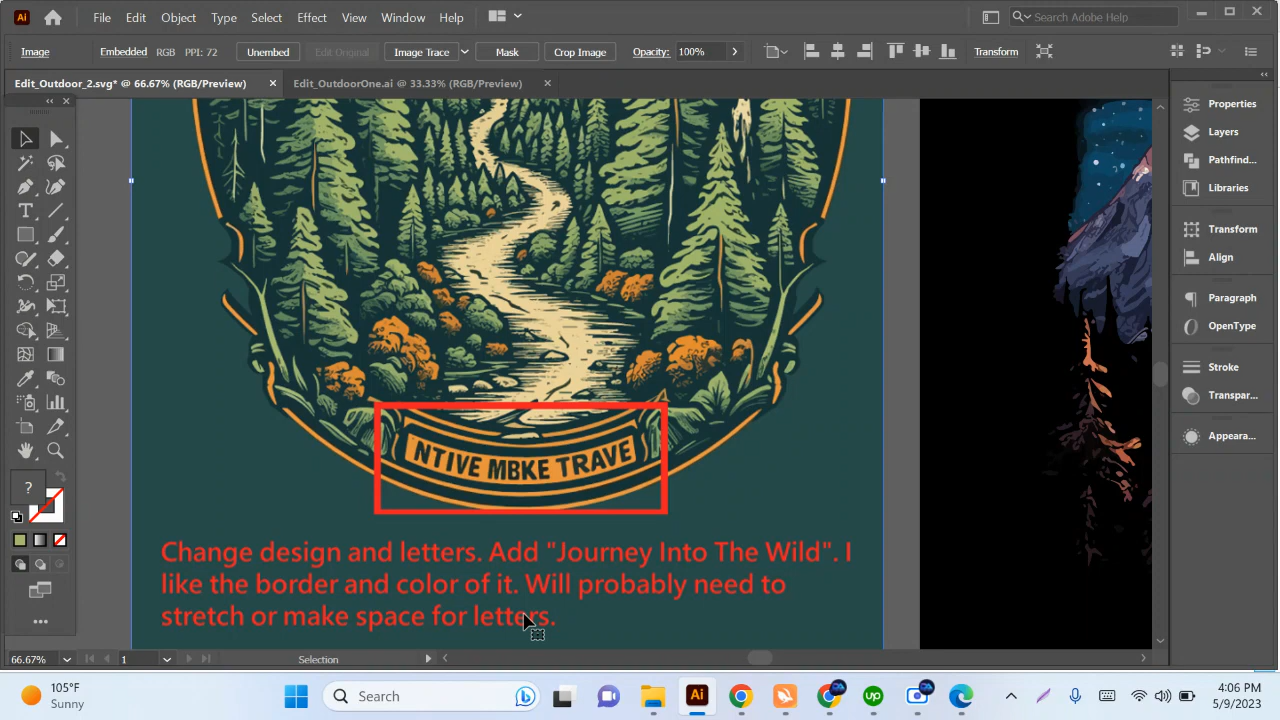 Ai File Edit Object Type Select Effect View Window Help Search Adobe Help
Image Embedded RGB PPI: 72 Unembed Edit Original Image Trace Mask Crop Image Opacity: 100% Transform
Edit_Outdoor_2.svg* @ 66.67% (RGB/Preview) × Edit_OutdoorOne.ai @ 33.33% (RGB/Preview) ×
Properties
Layers
Pathfind...
Libraries
Transform
Align
Paragraph
OpenType
Stroke
Transpar...
Appeara...
NTIVE MBKE TRAVE
Change design and letters. Add "Journey Into The Wild". I
like the border and color of it. Will probably need to
stretch or make space for letters.
?
66.67% 1 Selection
105°F
Sunny
Search
Ai
up
4:06 PM
5/9/2023